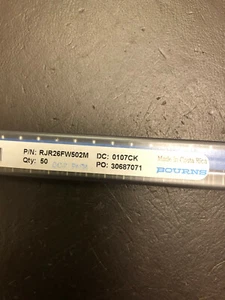 P/N: RJR26FW502M DC: 0107CK Made In Costa Rica
Qty: 50 PO: 30687071 BOURNS